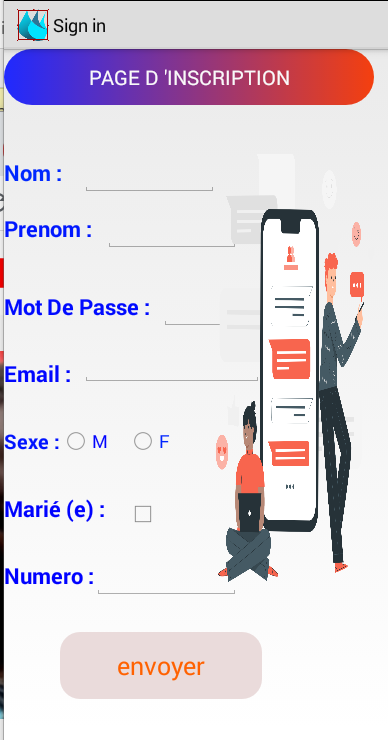 Sign in
PAGE D 'INSCRIPTION
Nom :
Prenom :
Mot De Passe :
Email :
Sexe : M F
Marié (e) :
Numero :
envoyer